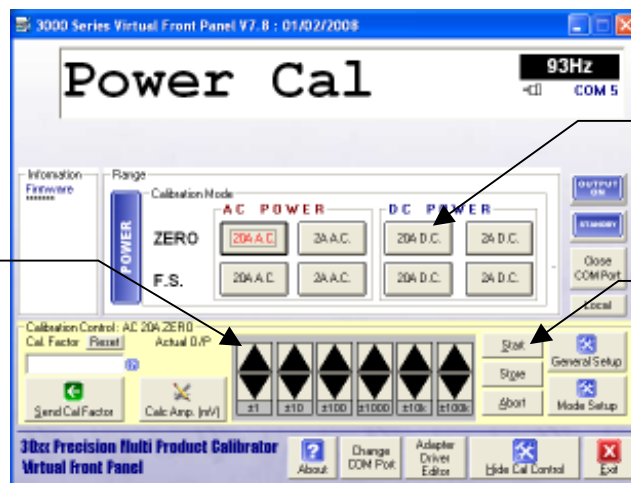 3000 Series Virtual Front Panel V7.8 : 01/02/2008
Power Cal
93Hz
COM 5
Information
Firmware
Range
POWER
Calibration Mode
AC POWER
DC POWER
ZERO
20A A.C.
2A A.C.
20A D.C.
2A D.C.
F.S.
20A A.C.
2A A.C.
20A D.C.
2A D.C.
OUTPUT ON
STANDBY
Close COM Port
Local
Calibration Control: AC 20A ZERO
Cal. Factor
Reset
Actual O/P
Send Cal Factor
Calc Amp. (mV)
±1
±10
±100
±1000
±10k
±100k
Start
Store
Abort
General Setup
Mode Setup
30xx Precision Multi Product Calibrator
Virtual Front Panel
About
Change COM Port
Adapter Driver Editor
Hide Cal Control
Exit